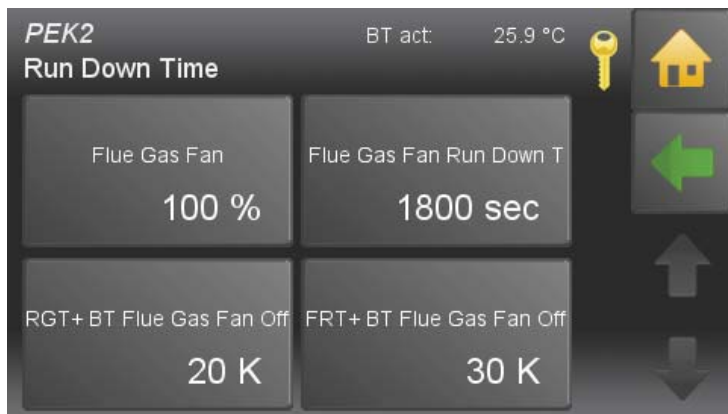 PEK2 BT act: 25.9 °C
Run Down Time
Flue Gas Fan
100 %
Flue Gas Fan Run Down T
1800 sec
RGT+ BT Flue Gas Fan Off
20 K
FRT+ BT Flue Gas Fan Off
30 K